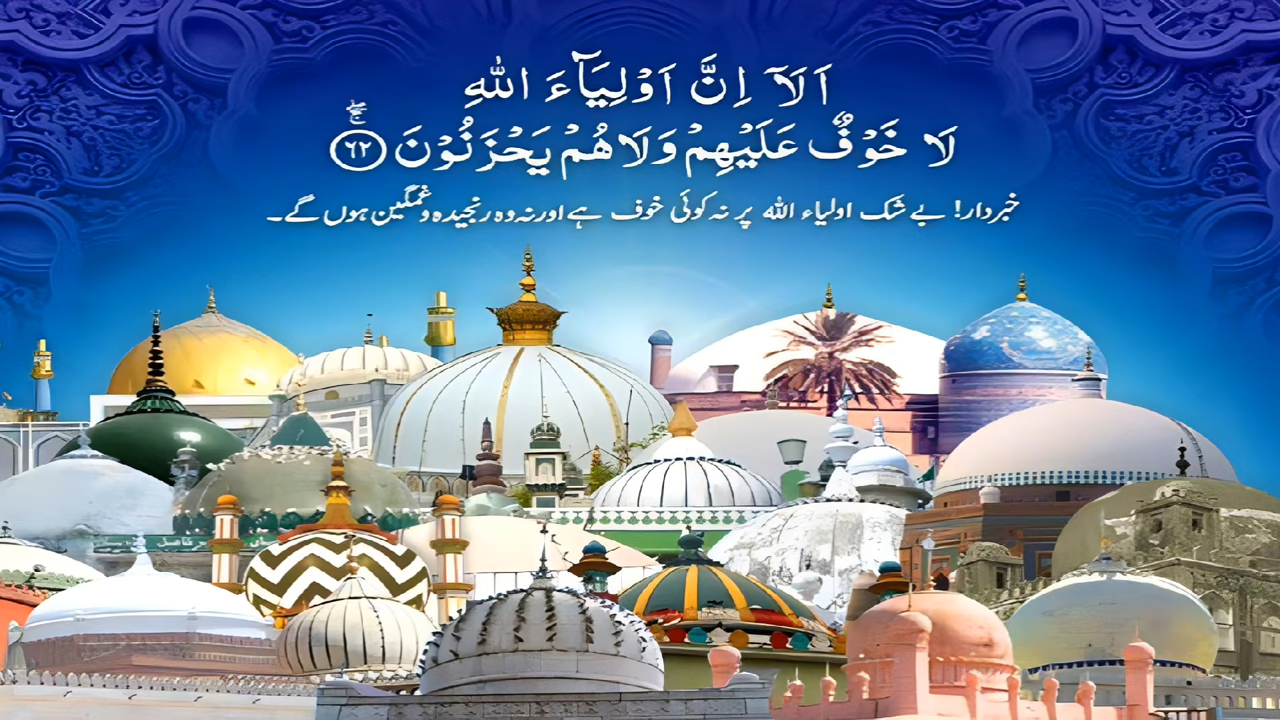 اَلَاۤ اِنَّ اَوْلِیَآءَ اللّٰهِ
لَا خَوْفٌ عَلَیْهِمْ وَلَا هُمْ یَحْزَنُوْنَ ﴿۶۲﴾ۚۖ
خبردار! بے شک اولیاء اللہ پر نہ کوئی خوف ہے اور نہ وہ رنجیدہ و غمگین ہوں گے۔